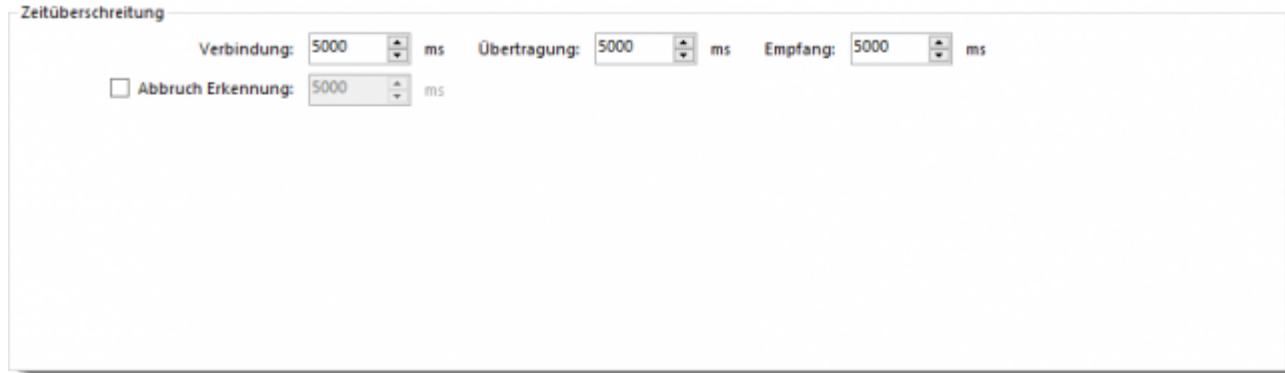 Zeitüberschreitung
Verbindung: 5000 ms Übertragung: 5000 ms Empfang: 5000 ms
Abbruch Erkennung: 5000 ms